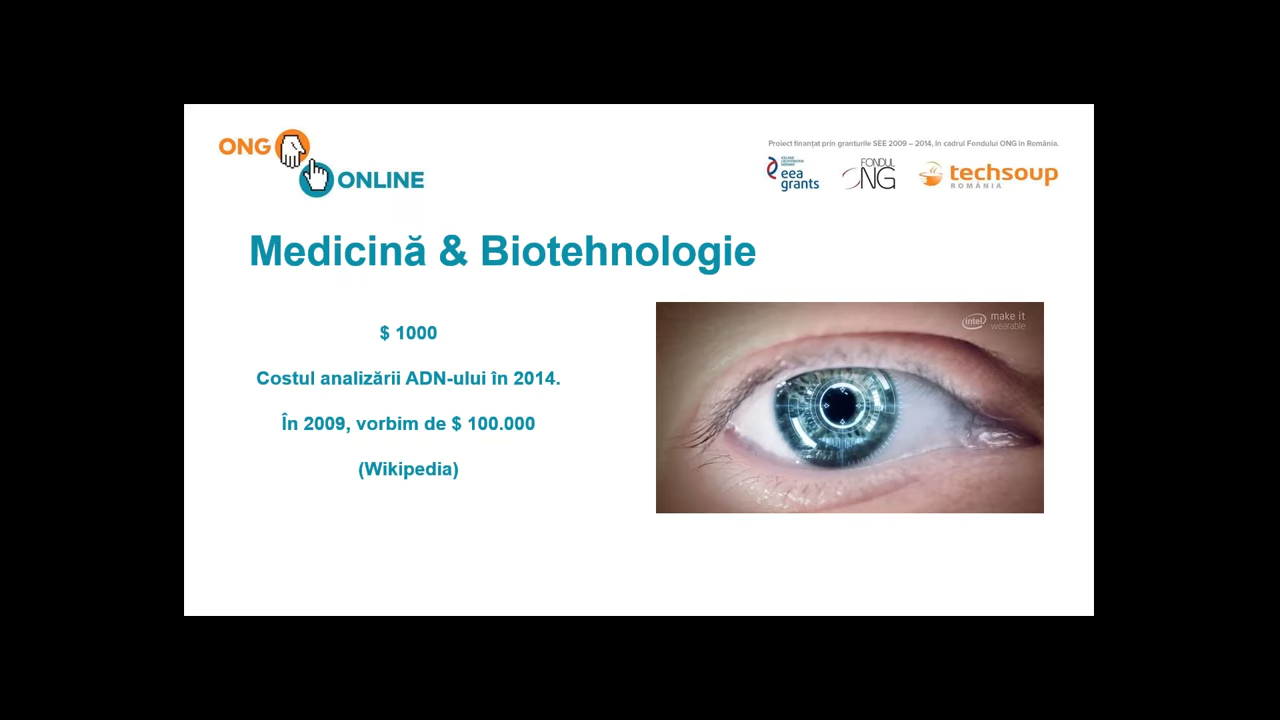 ONG
ONLINE
Proiect finanțat prin granturile SEE 2009 – 2014, în cadrul Fondului ONG în România.
eea
grants
FONDUL
NG
techsoup
ROMÂNIA
Medicină & Biotehnologie
$ 1000
Costul analizării ADN-ului în 2014.
În 2009, vorbim de $ 100.000
(Wikipedia)
intel
make it
wearable